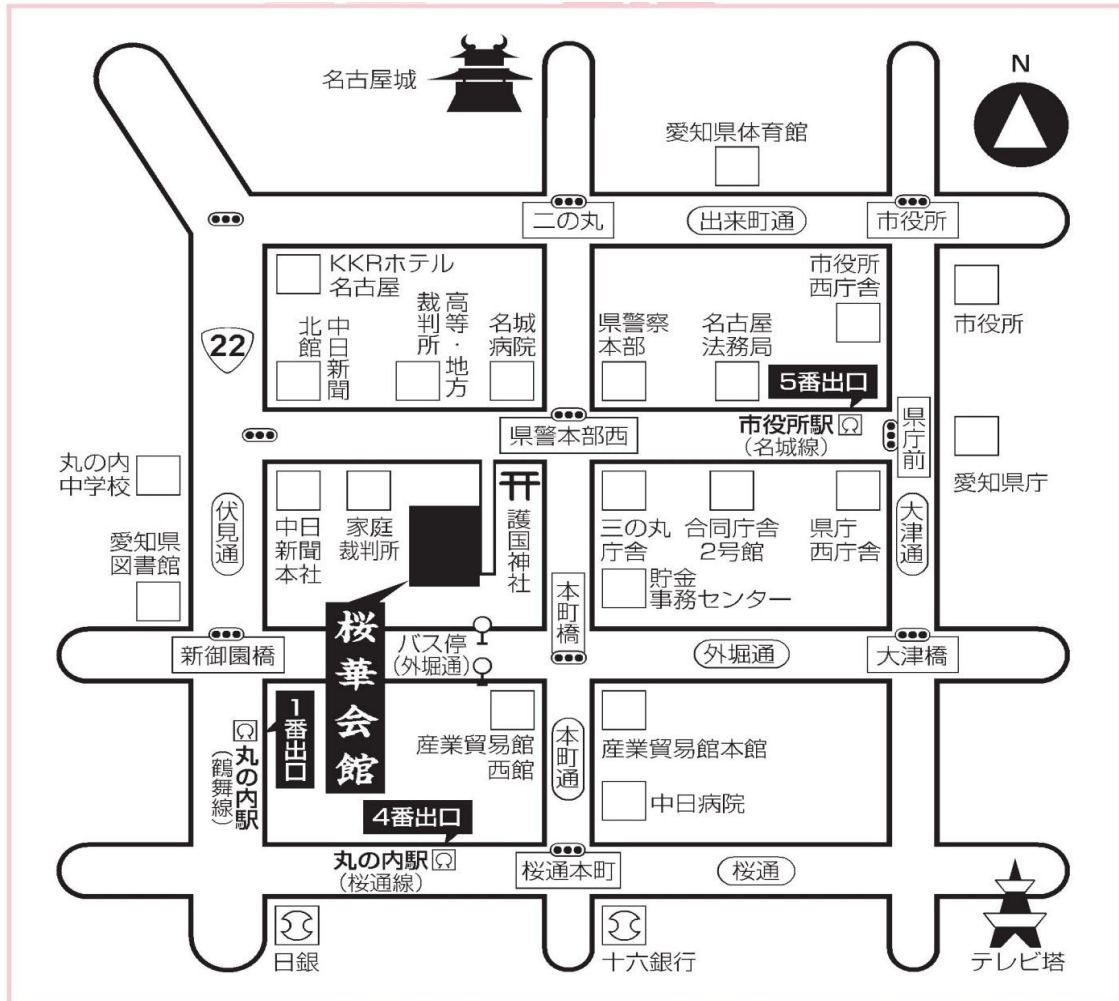 名古屋城
N
愛知県体育館
二の丸
出来町通
市役所
KKRホテル
名古屋
市役所
西庁舎
市役所
22
中日新聞
北館
高等・地方
裁判所
名城
病院
県警察
本部
名古屋
法務局
5番出口
県警本部西
市役所駅
(名城線)
県庁前
愛知県庁
丸の内
中学校
伏見通
中日
新聞
本社
家庭
裁判所
護国神社
三の丸
庁舎
合同庁舎
2号館
県庁
西庁舎
大津通
愛知県
図書館
貯金
事務センター
桜華会館
本町橋
新御園橋
バス停
(外堀通)
外堀通
大津橋
1番出口
丸の内駅
(鶴舞線)
産業貿易館
西館
本町通
産業貿易館本館
中日病院
4番出口
丸の内駅
(桜通線)
桜通本町
桜通
日銀
十六銀行
テレビ塔